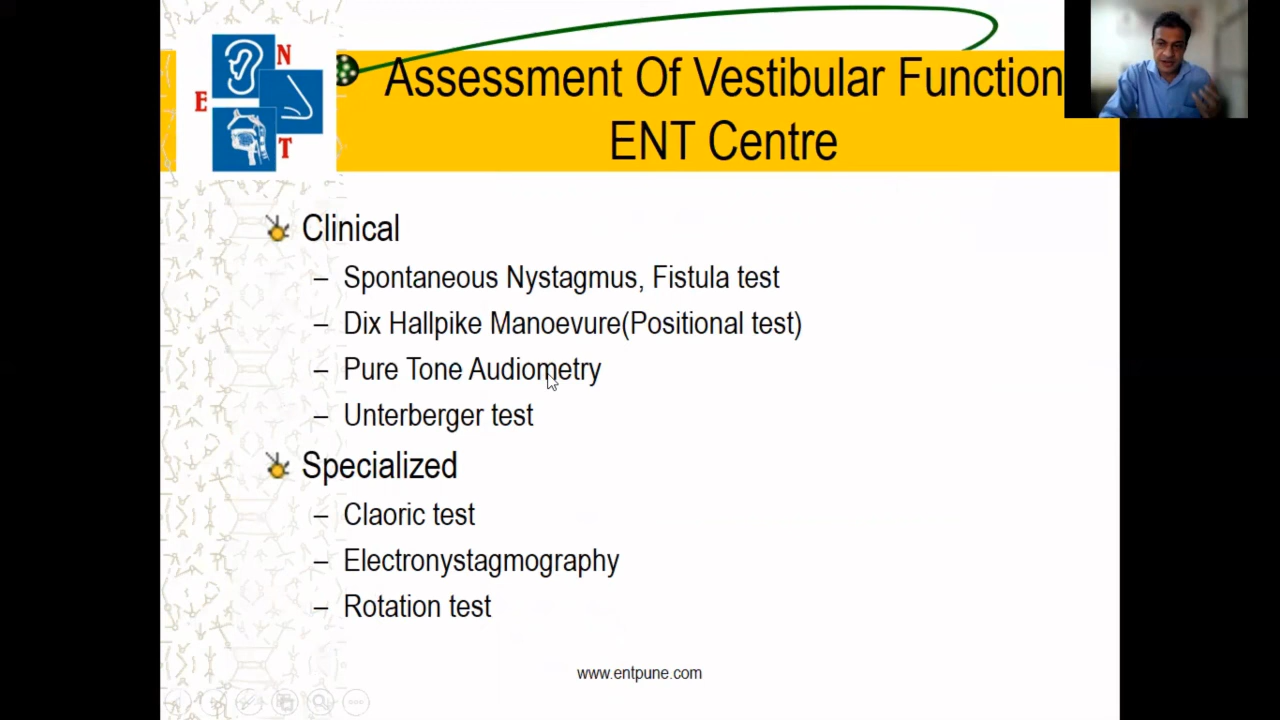 N
E
T
Assessment Of Vestibular Function
ENT Centre
Clinical
– Spontaneous Nystagmus, Fistula test
– Dix Hallpike Manoevure(Positional test)
– Pure Tone Audiometry
– Unterberger test
Specialized
– Claoric test
– Electronystagmography
– Rotation test
www.entpune.com